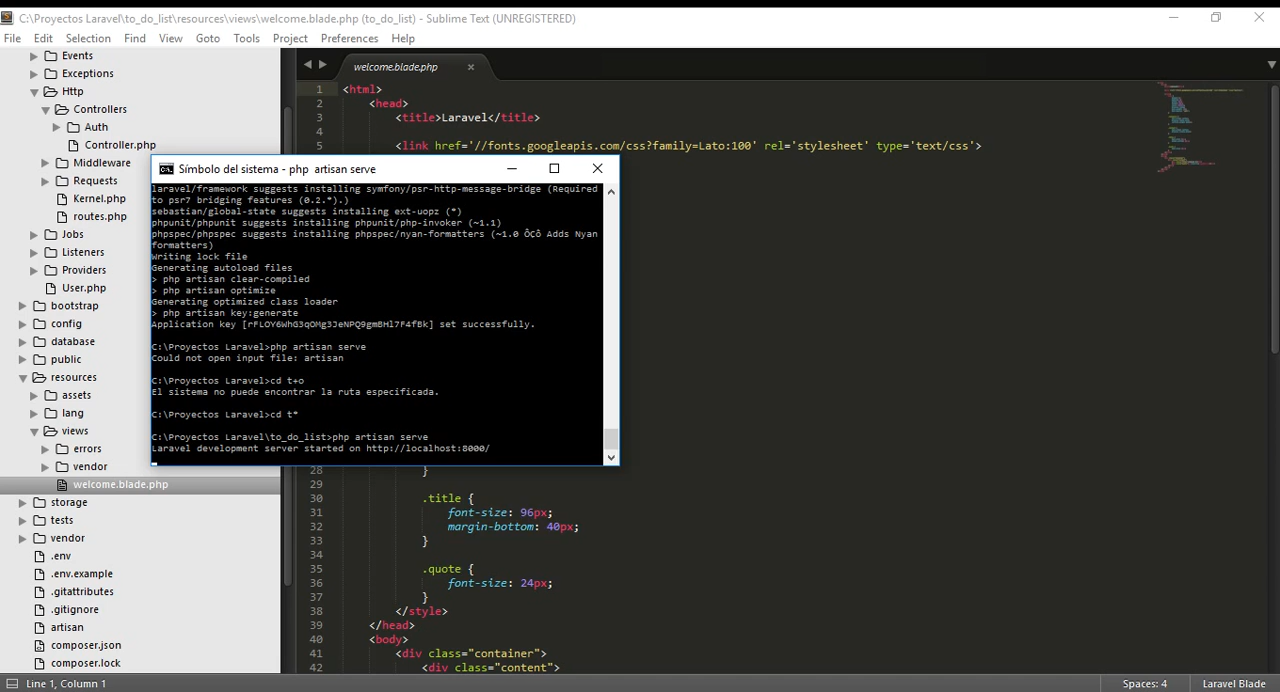 C:\Proyectos Laravel\to_do_list\resources\views\welcome.blade.php (to_do_list) - Sublime Text (UNREGISTERED)
File Edit Selection Find View Goto Tools Project Preferences Help
Events
Exceptions
Http
Controllers
Auth
Controller.php
Middleware
Requests
Kernel.php
routes.php
Jobs
Listeners
Providers
User.php
bootstrap
config
database
public
resources
assets
lang
views
errors
vendor
welcome.blade.php
storage
tests
vendor
.env
.env.example
.gitattributes
.gitignore
artisan
composer.json
composer.lock
welcome.blade.php
1 <html>
2 <head>
3 <title>Laravel</title>
4
5 <link href='//fonts.googleapis.com/css?family=Lato:100' rel='stylesheet' type='text/css'>
Símbolo del sistema - php artisan serve
laravel/framework suggests installing symfony/psr-http-message-bridge (Required
to psr7 bridging features (0.2.*).)
sebastian/global-state suggests installing ext-uopz (*)
phpunit/phpunit suggests installing phpunit/php-invoker (~1.1)
phpspec/phpspec suggests installing phpspec/nyan-formatters (~1.0 ÔÇô Adds Nyan
formatters)
Writing lock file
Generating autoload files
> php artisan clear-compiled
> php artisan optimize
Generating optimized class loader
> php artisan key:generate
Application key [rFLOY6WhG3qOMg3JeNPQ9gmBHl7F4fBk] set successfully.
C:\Proyectos Laravel>php artisan serve
Could not open input file: artisan
C:\Proyectos Laravel>cd t+o
El sistema no puede encontrar la ruta especificada.
C:\Proyectos Laravel>cd t*
C:\Proyectos Laravel\to_do_list>php artisan serve
Laravel development server started on http://localhost:8000/
28 }
29
30 .title {
31 font-size: 96px;
32 margin-bottom: 40px;
33 }
34
35 .quote {
36 font-size: 24px;
37 }
38 </style>
39 </head>
40 <body>
41 <div class="container">
42 <div class="content">
Line 1, Column 1
Spaces: 4
Laravel Blade